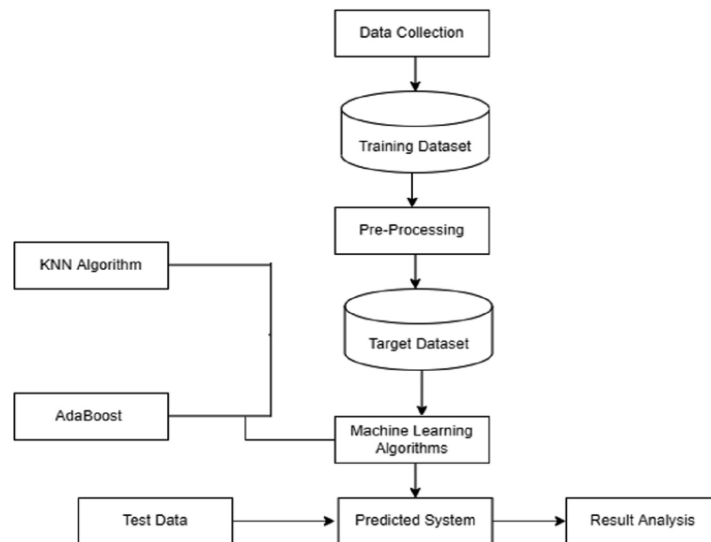 Data Collection
Training Dataset
Pre-Processing
KNN Algorithm
Target Dataset
AdaBoost
Machine Learning
Algorithms
Test Data
Predicted System
Result Analysis